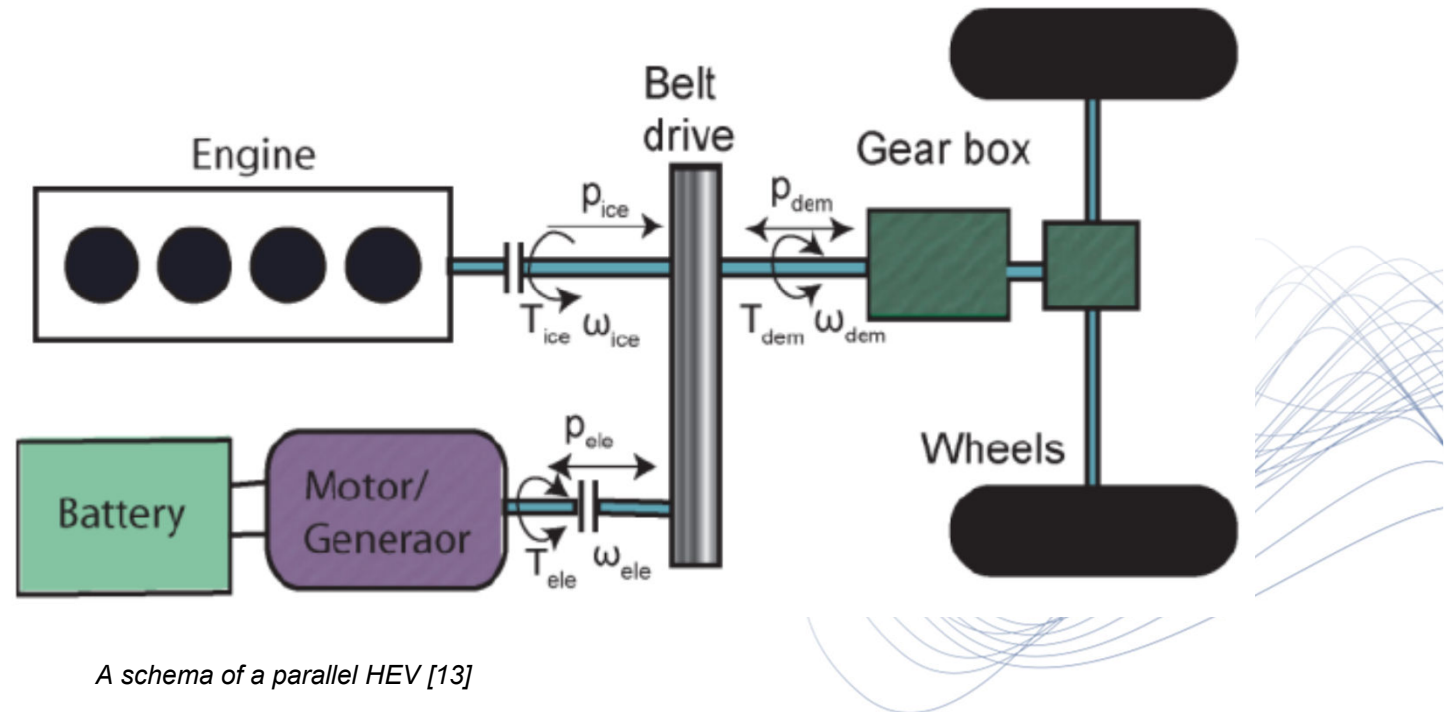 Belt
drive
Engine
Gear box
p_ice
p_dem
T_ice ω_ice
T_dem ω_dem
p_ele
Wheels
Battery
Motor/
Generaor
T_ele ω_ele
A schema of a parallel HEV [13]